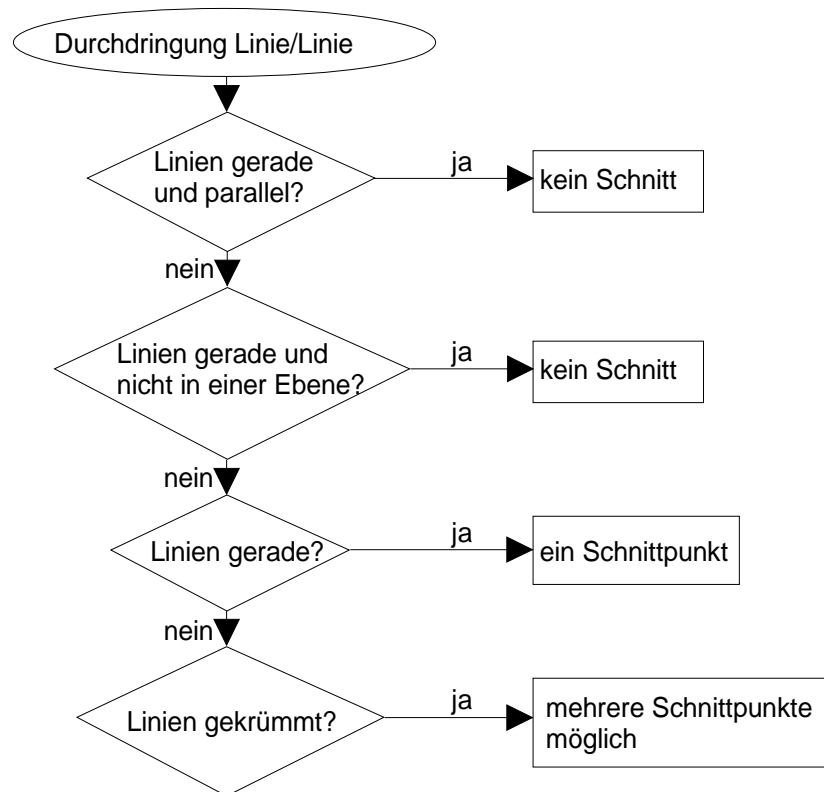 Durchdringung Linie/Linie
Linien gerade
und parallel?
ja
kein Schnitt
nein
Linien gerade und
nicht in einer Ebene?
ja
kein Schnitt
nein
Linien gerade?
ja
ein Schnittpunkt
nein
Linien gekrümmt?
ja
mehrere Schnittpunkte
möglich